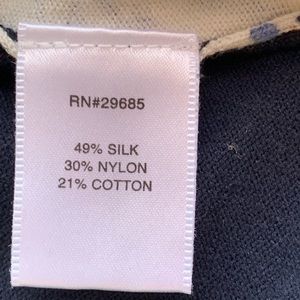 RN#29685
49% SILK
30% NYLON
21% COTTON